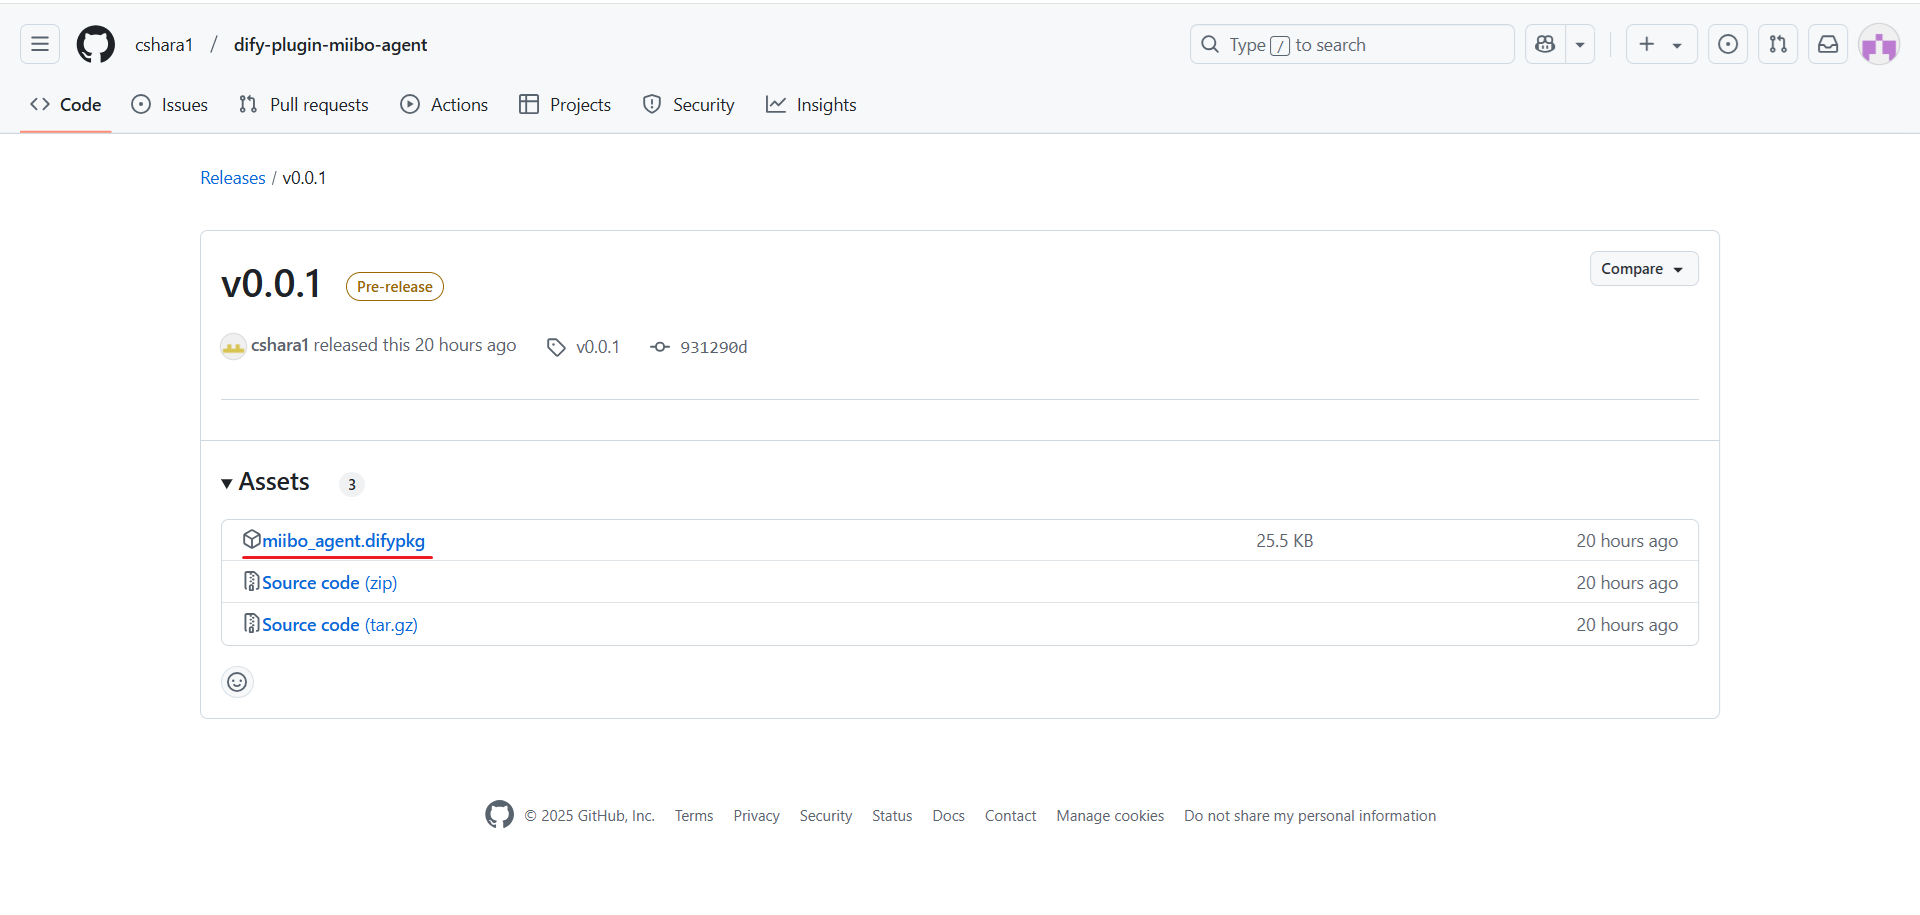 cshara1 / dify-plugin-miibo-agent Type / to search
Code Issues Pull requests Actions Projects Security Insights
Releases / v0.0.1
v0.0.1 Pre-release Compare
cshara1 released this 20 hours ago v0.0.1 931290d
Assets 3
miibo_agent.difypkg 25.5 KB 20 hours ago
Source code (zip) 20 hours ago
Source code (tar.gz) 20 hours ago
© 2025 GitHub, Inc. Terms Privacy Security Status Docs Contact Manage cookies Do not share my personal information